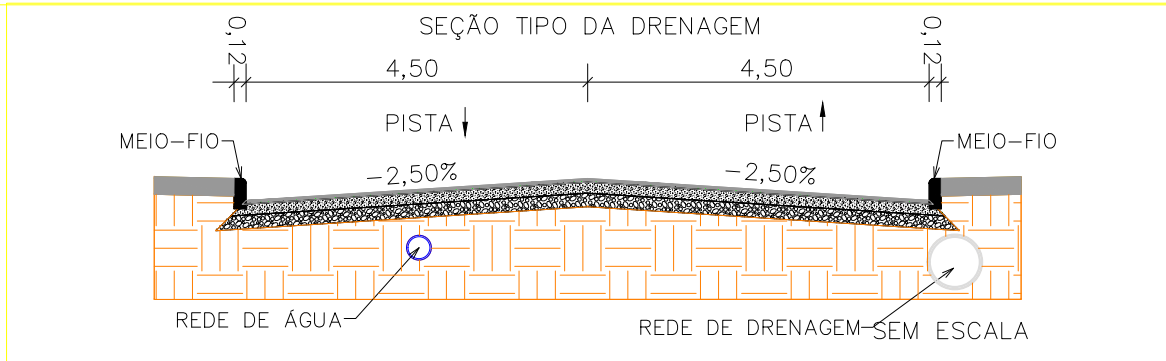 SEÇÃO TIPO DA DRENAGEM
0,12
4,50
4,50
0,12
PISTA
PISTA
MEIO-FIO
MEIO-FIO
-2,50%
-2,50%
REDE DE ÁGUA
REDE DE DRENAGEM
SEM ESCALA